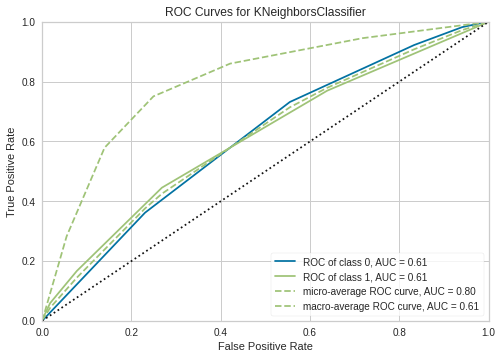 ROC Curves for KNeighborsClassifier
True Positive Rate
1.0
0.8
0.6
0.4
0.2
0.0
0.0 0.2 0.4 0.6 0.8 1.0
False Positive Rate
ROC of class 0, AUC = 0.61
ROC of class 1, AUC = 0.61
micro-average ROC curve, AUC = 0.80
macro-average ROC curve, AUC = 0.61